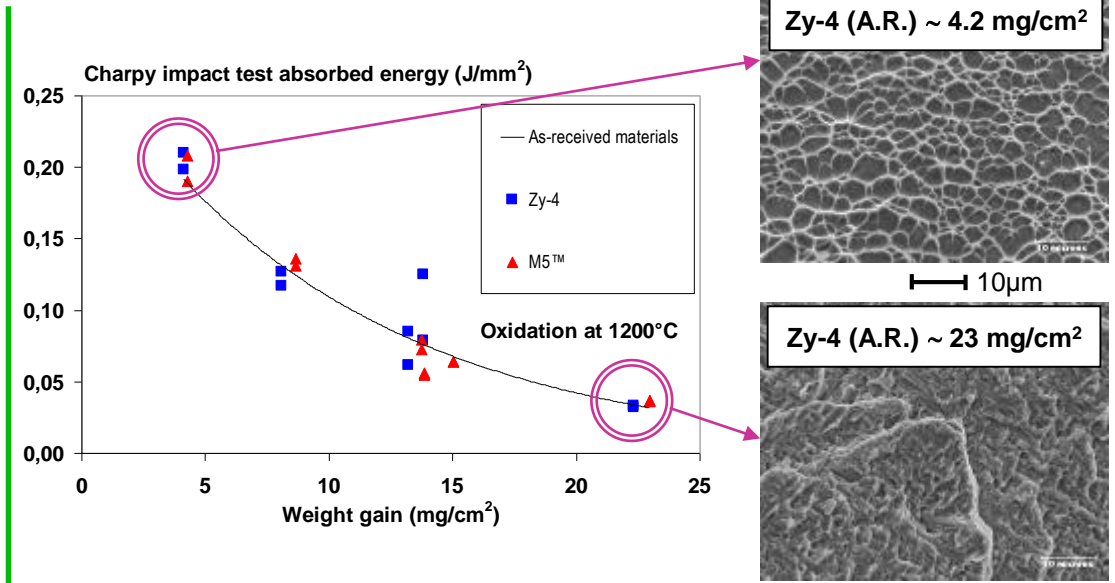 Zy-4 (A.R.) ~ 4.2 mg/cm²
Charpy impact test absorbed energy (J/mm²)
0,25
0,20
0,15
0,10
0,05
0,00
0
5
10
15
20
25
Weight gain (mg/cm²)
As-received materials
Zy-4
M5™
Oxidation at 1200°C
10µm
Zy-4 (A.R.) ~ 23 mg/cm²